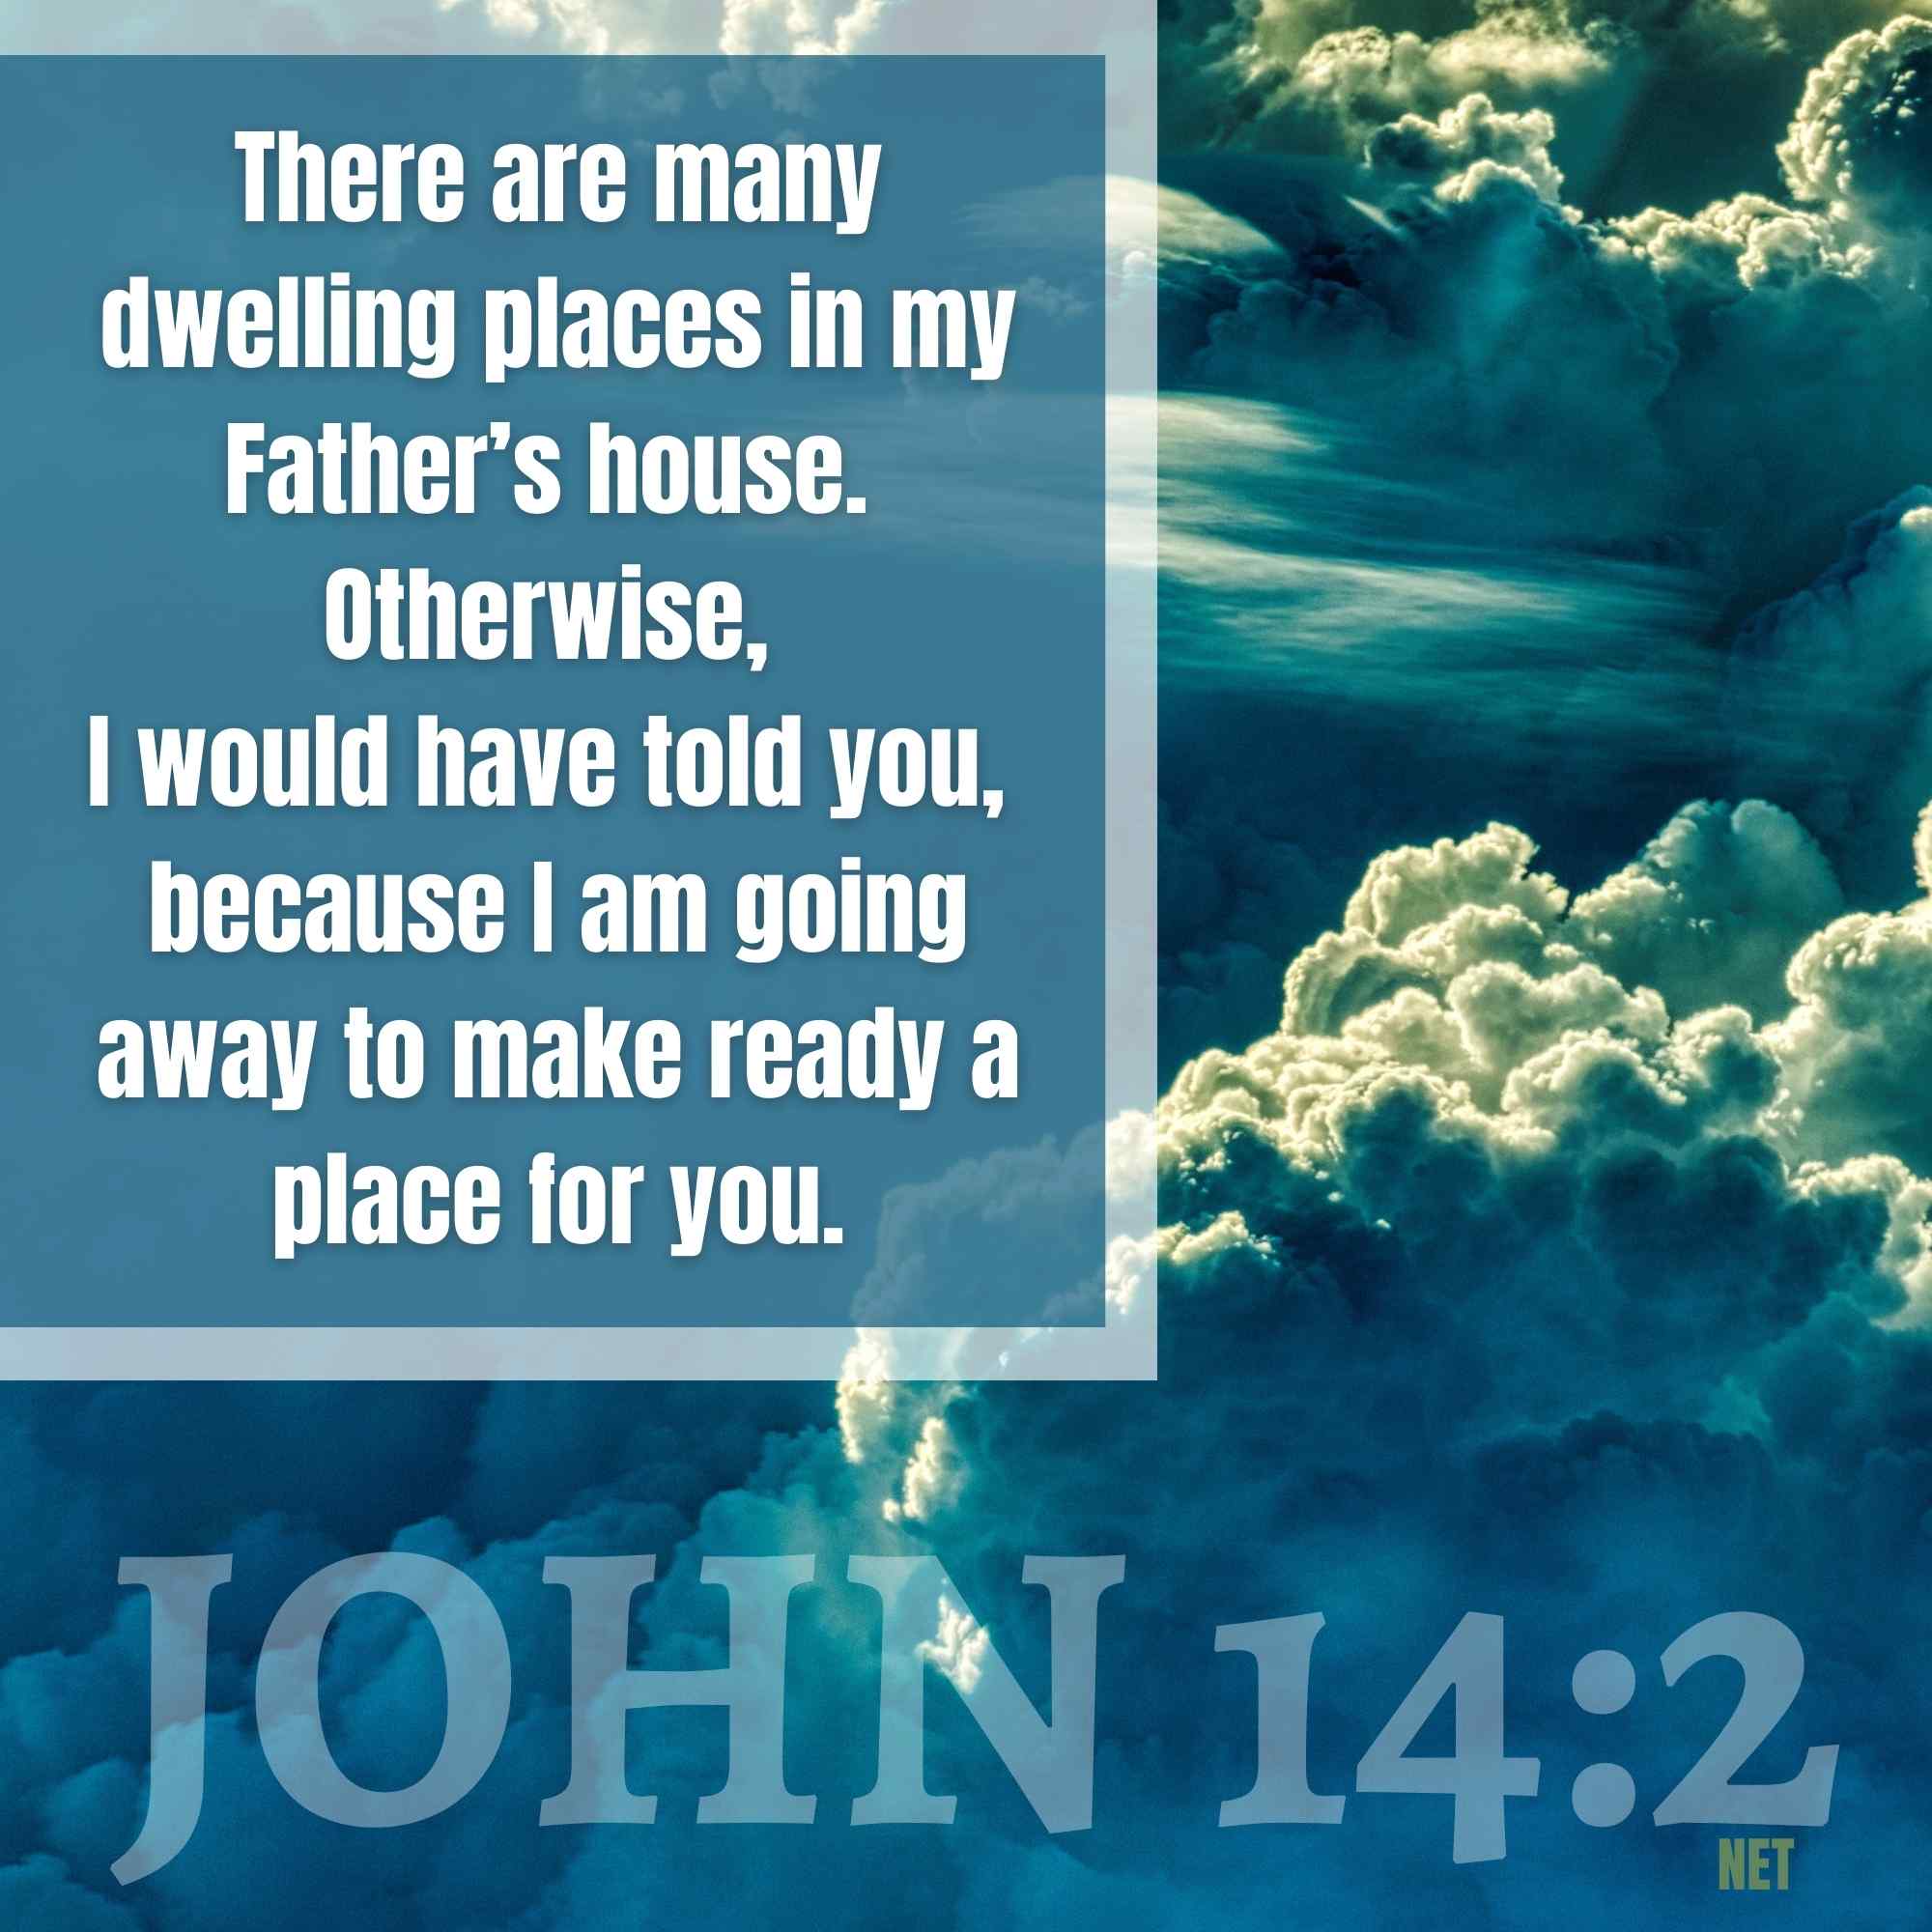 There are many
dwelling places in my
Father’s house.
Otherwise,
I would have told you,
because I am going
away to make ready a
place for you.
JOHN 14:2
NET